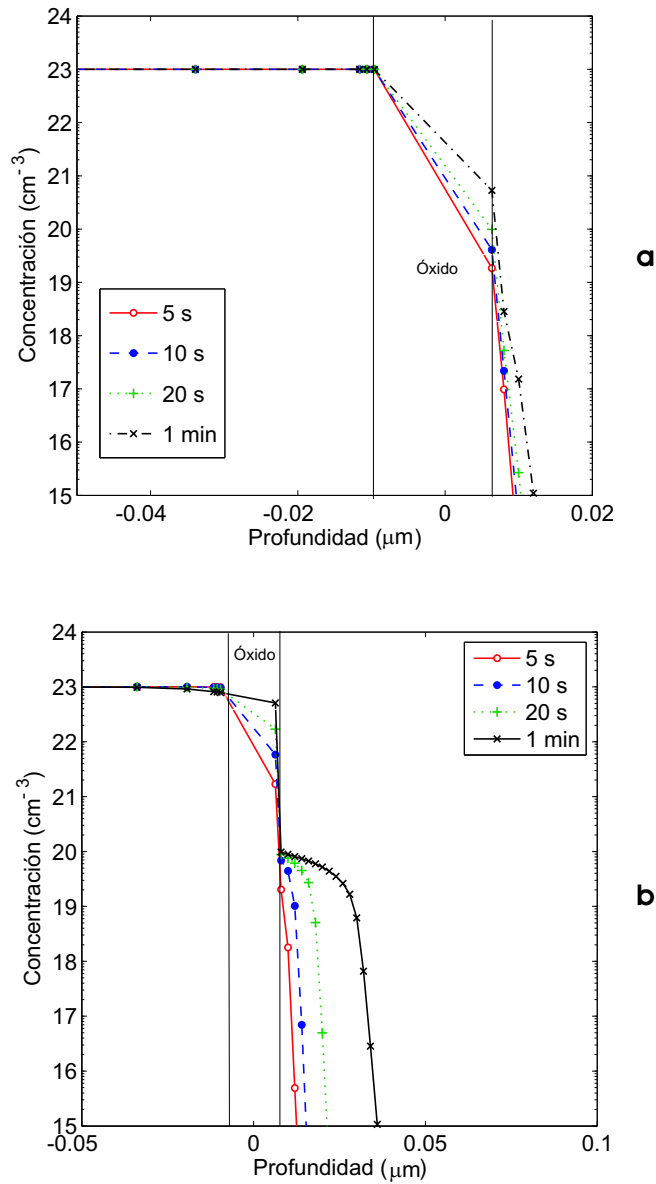 24
23
22
21
20
19
18
17
16
15
Concentración (cm-3)
Óxido
5 s
10 s
20 s
1 min
-0.04
-0.02
0
0.02
Profundidad (μm)
a
24
23
22
21
20
19
18
17
16
15
Concentración (cm-3)
Óxido
5 s
10 s
20 s
1 min
-0.05
0
0.05
0.1
Profundidad (μm)
b